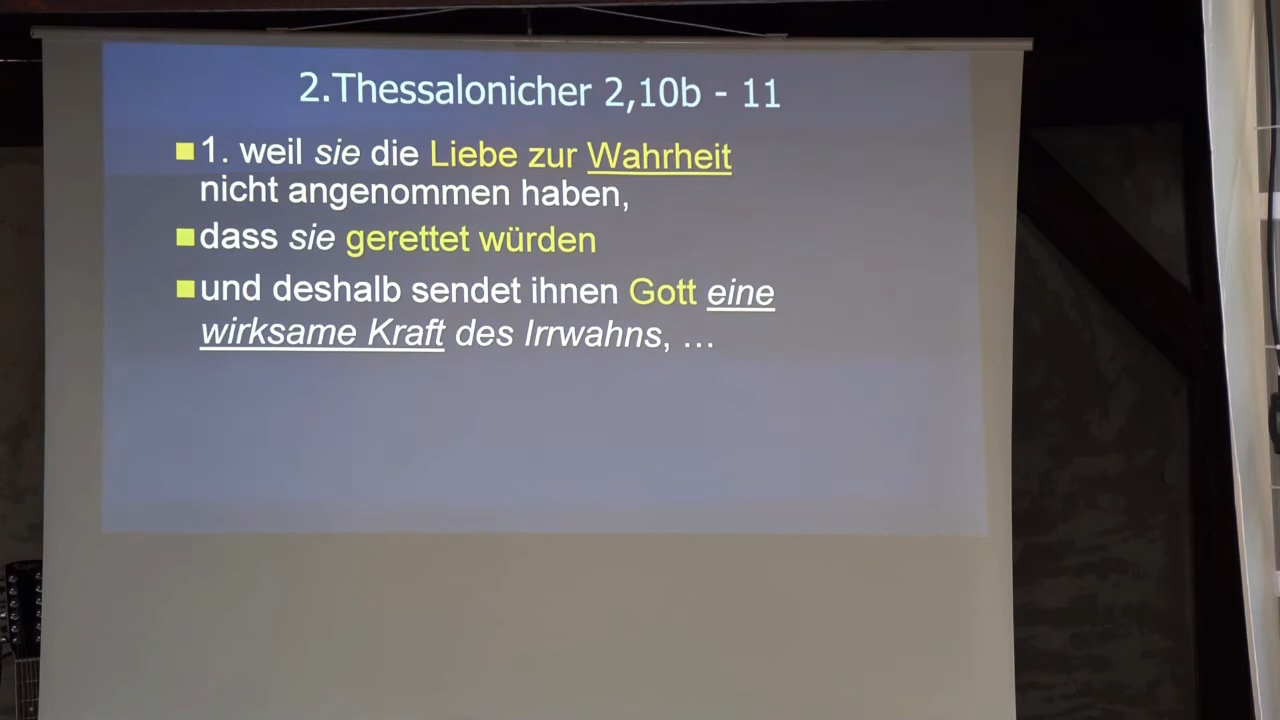 2.Thessalonicher 2,10b - 11
■1. weil sie die Liebe zur Wahrheit
nicht angenommen haben,
■dass sie gerettet würden
■und deshalb sendet ihnen Gott eine
wirksame Kraft des Irrwahns, …